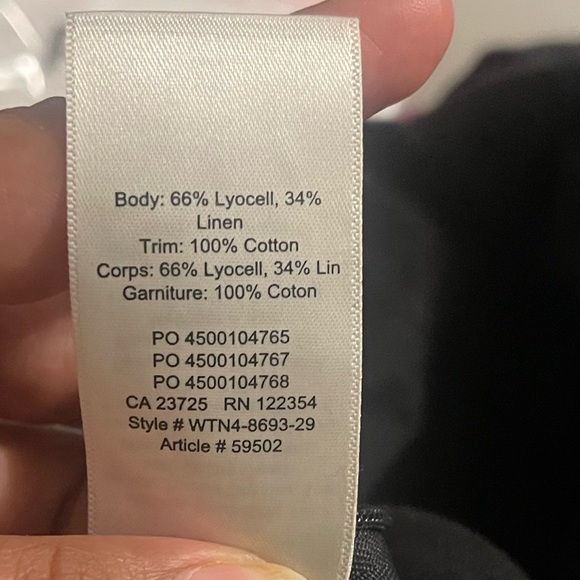 Body: 66% Lyocell, 34%
Linen
Trim: 100% Cotton
Corps: 66% Lyocell, 34% Lin
Garniture: 100% Coton
PO 4500104765
PO 4500104767
PO 4500104768
CA 23725 RN 122354
Style # WTN4-8693-29
Article # 59502